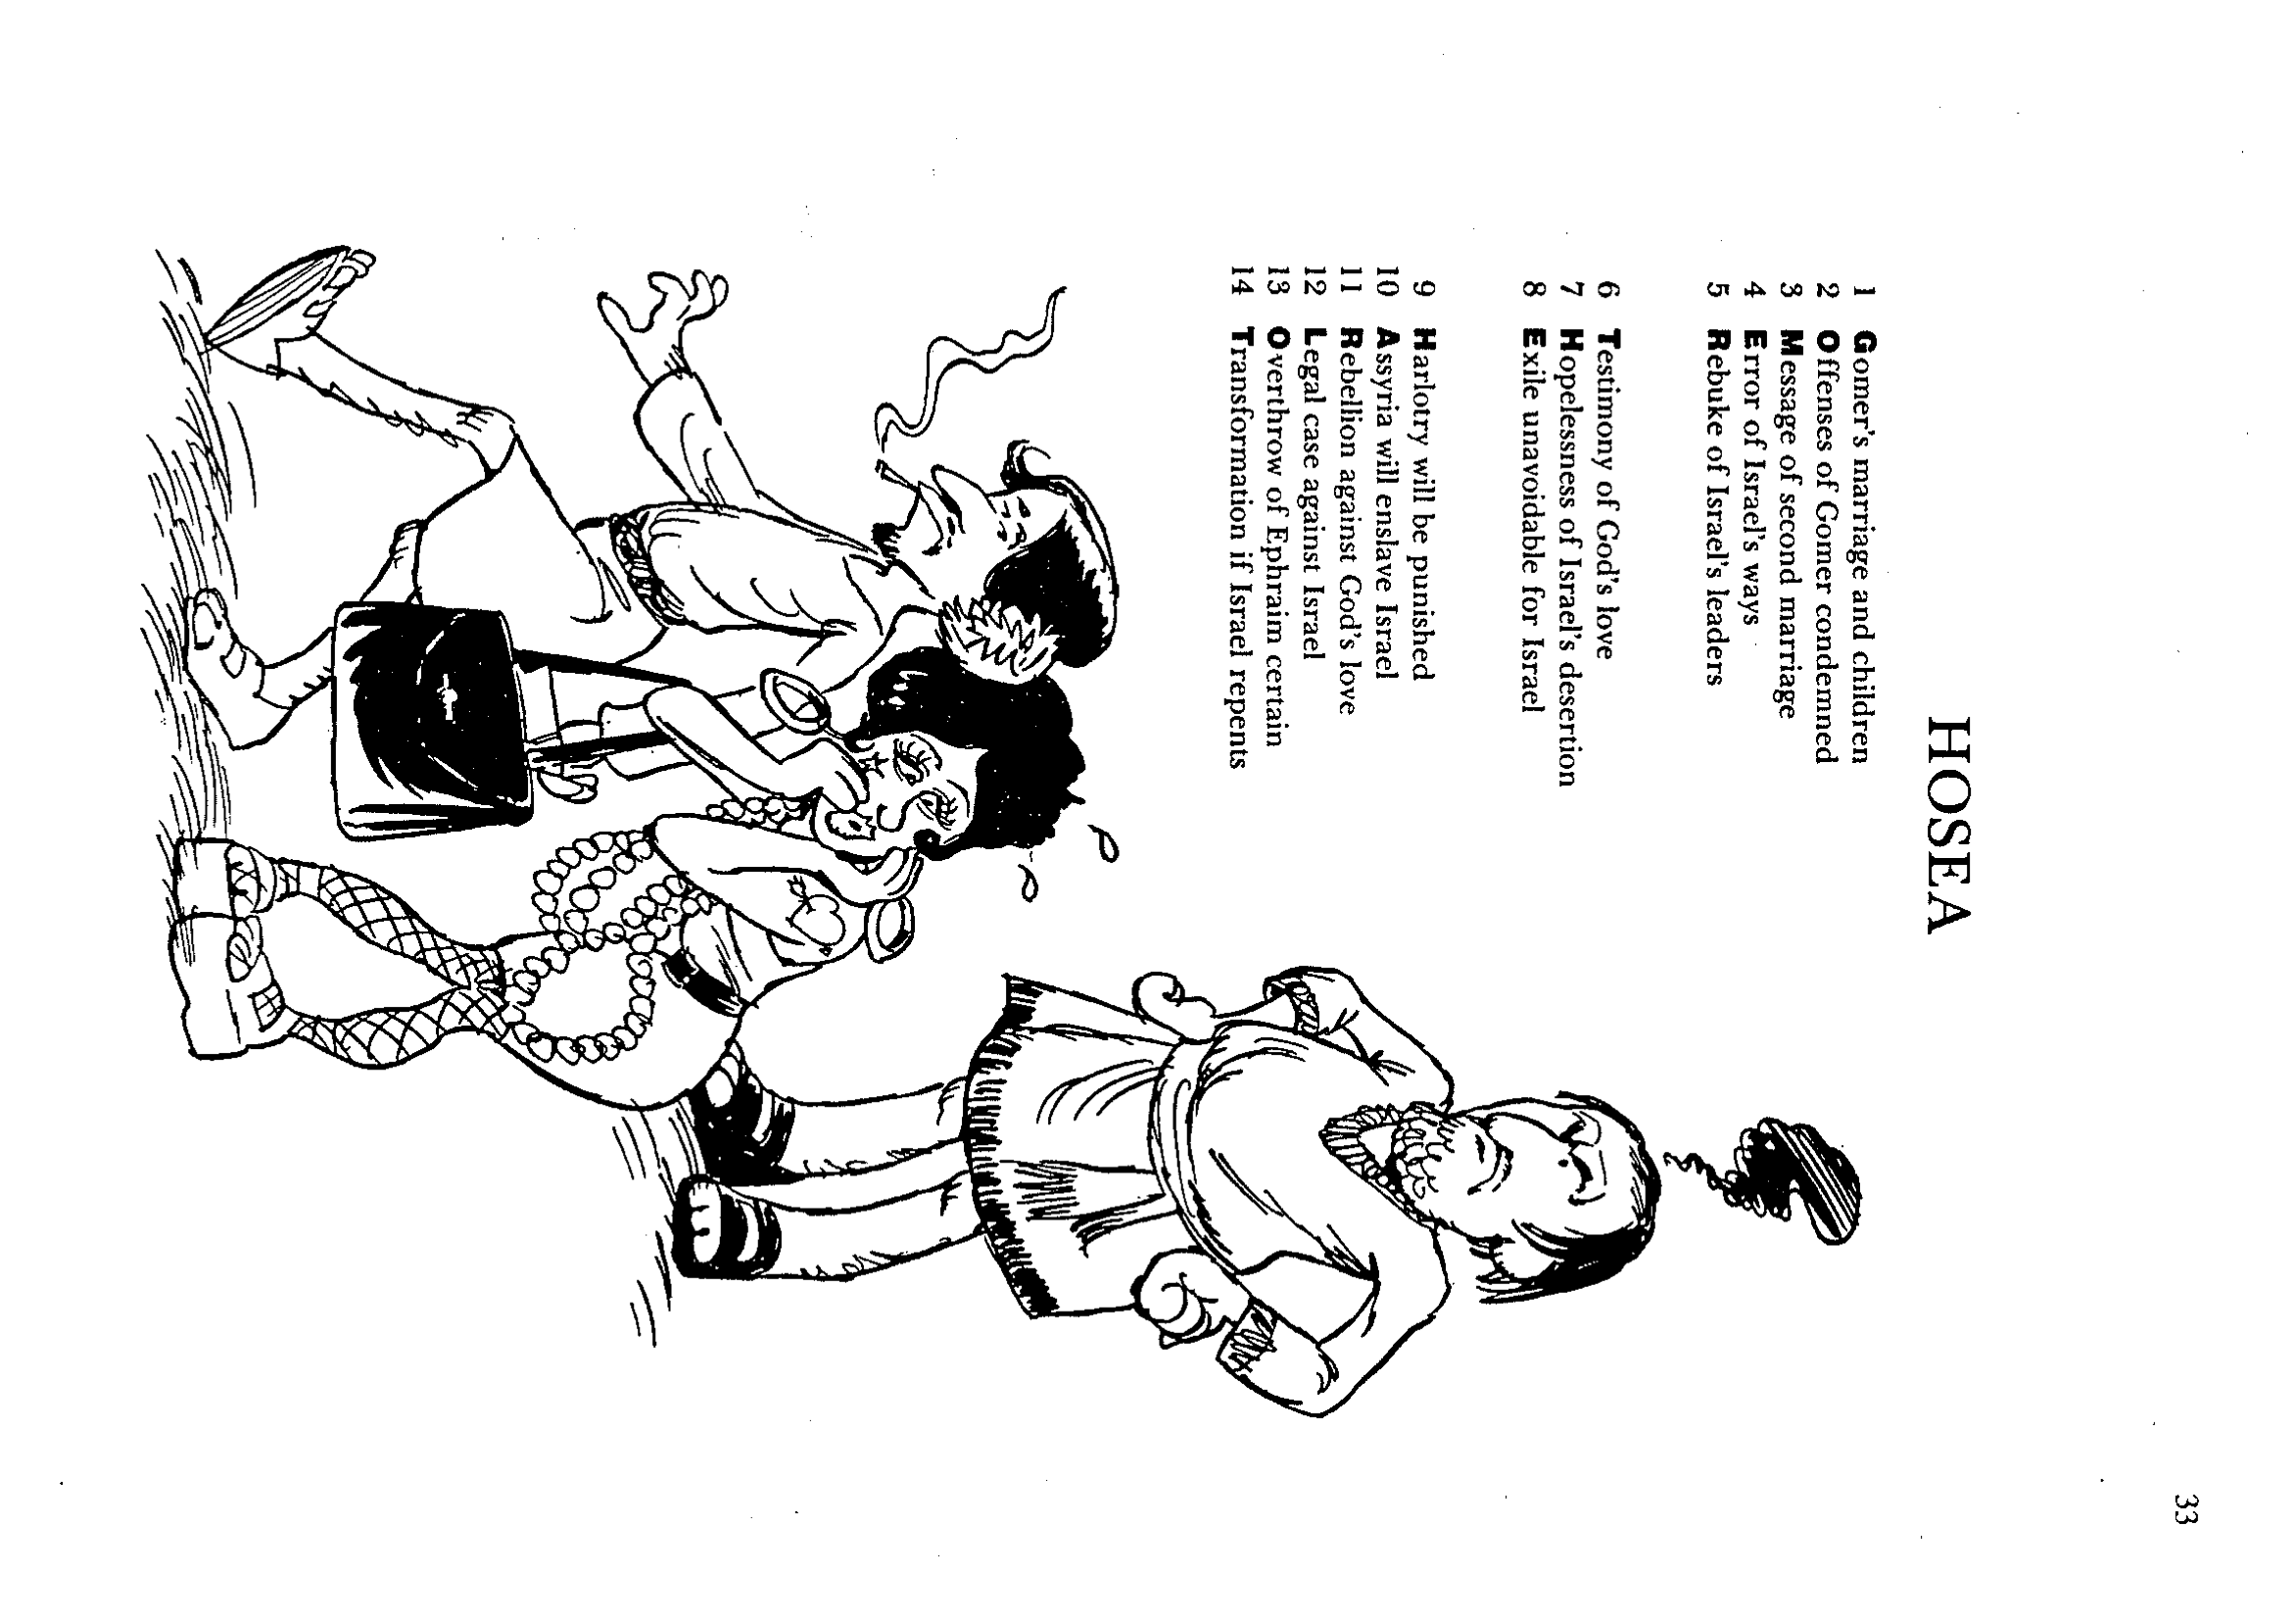 33
HOSEA
1 Gomer's marriage and children
2 Offenses of Gomer condemned
3 Message of second marriage
4 Error of Israel's ways
5 Rebuke of Israel's leaders
6 Testimony of God's love
7 Hopelessness of Israel's desertion
8 Exile unavoidable for Israel
9 Harlotry will be punished
10 Assyria will enslave Israel
11 Rebellion against God's love
12 Legal case against Israel
13 Overthrow of Ephraim certain
14 Transformation if Israel repents